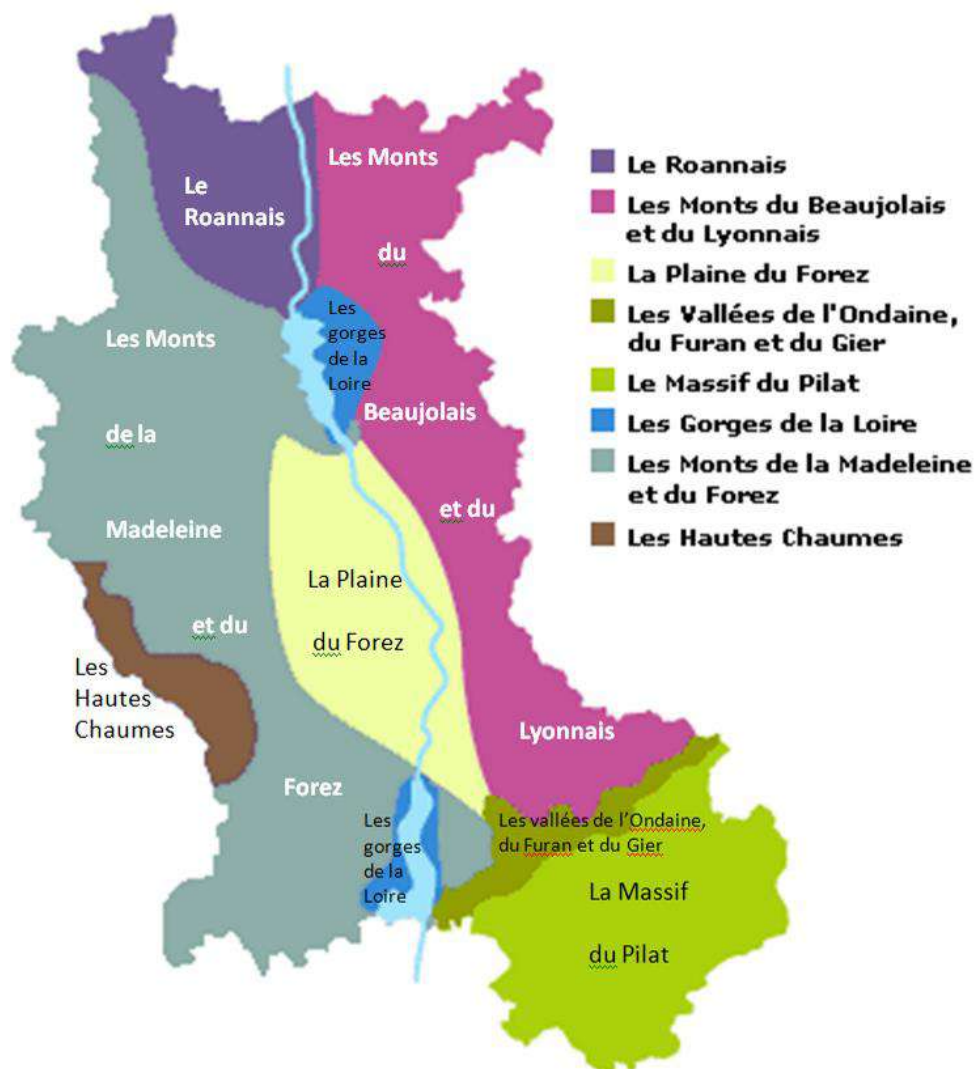 Les Monts
Le
Roannais
du
Les
gorges
de la
Loire
Les Monts
Beaujolais
de la
et du
Madeleine
La Plaine
du Forez
et du
Les
Hautes
Chaumes
Lyonnais
Forez
Les
gorges
de la
Loire
Les vallées de l'Ondaine,
du Furan et du Gier
La Massif
du Pilat
Le Roannais
Les Monts du Beaujolais
et du Lyonnais
La Plaine du Forez
Les Vallées de l'Ondaine,
du Furan et du Gier
Le Massif du Pilat
Les Gorges de la Loire
Les Monts de la Madeleine
et du Forez
Les Hautes Chaumes